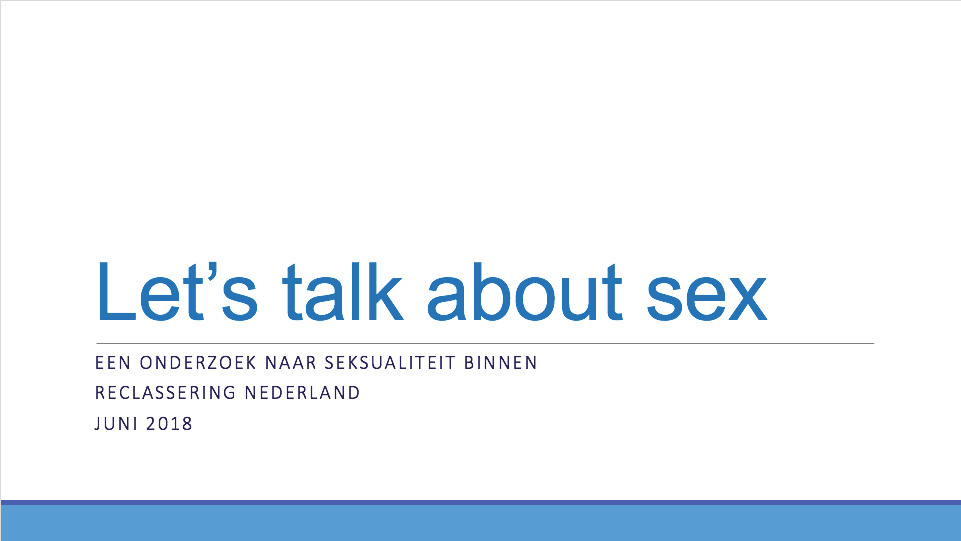 Let’s talk about sex
EEN ONDERZOEK NAAR SEKSUALITEIT BINNEN
RECLASSERING NEDERLAND
JUNI 2018